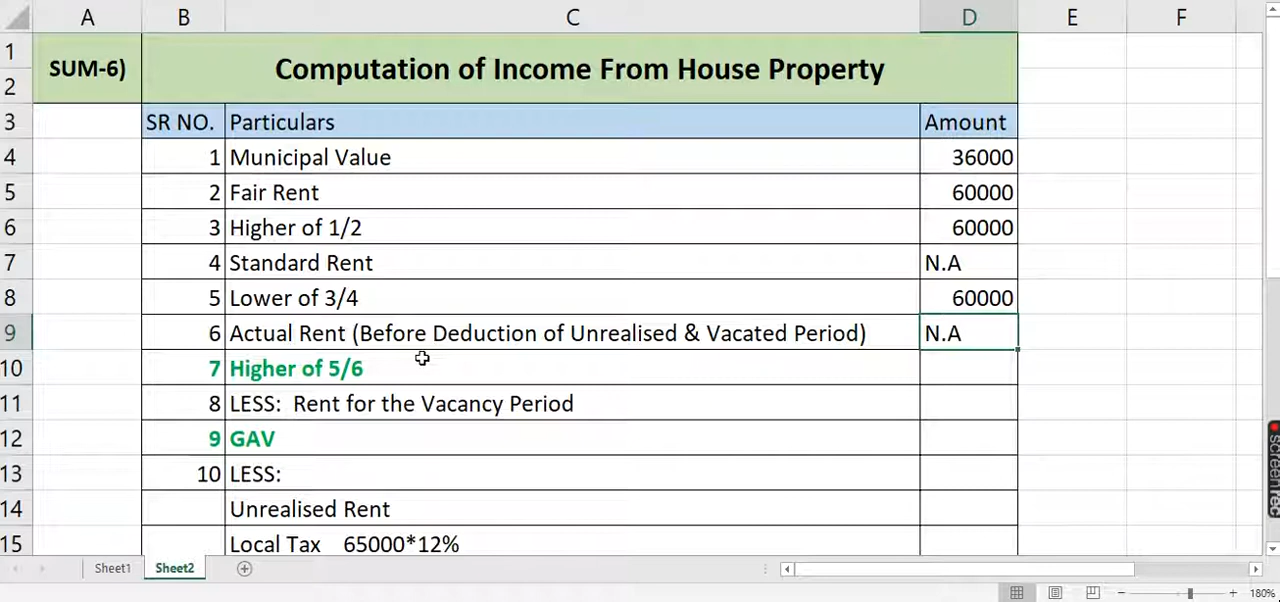 A B C D E F
1 SUM-6) Computation of Income From House Property
2
3 SR NO. Particulars Amount
4 1 Municipal Value 36000
5 2 Fair Rent 60000
6 3 Higher of 1/2 60000
7 4 Standard Rent N.A
8 5 Lower of 3/4 60000
9 6 Actual Rent (Before Deduction of Unrealised & Vacated Period) N.A
10 7 Higher of 5/6
11 8 LESS: Rent for the Vacancy Period
12 9 GAV
13 10 LESS:
14 Unrealised Rent
15 Local Tax 65000*12%
Sheet1 Sheet2
180%
screenrec